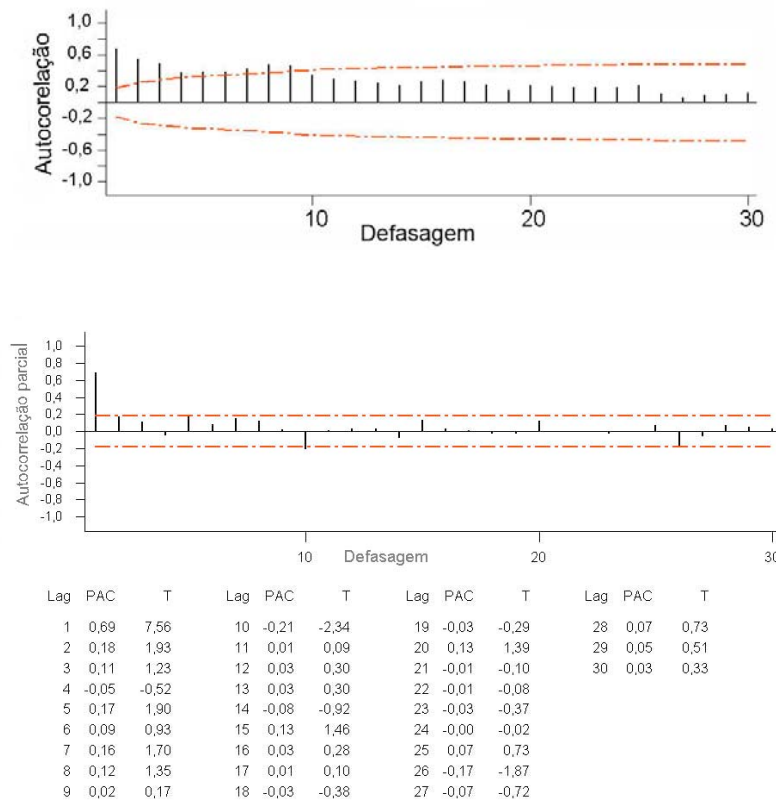 1,0
0,6
0,2
-0,2
-0,6
-1,0
Autocorelação
10
20
30
Defasagem
1,0
0,8
0,6
0,4
0,2
0,0
-0,2
-0,4
-0,6
-0,8
-1,0
Autocorrelação parcial
10
20
30
Defasagem
Lag PAC T Lag PAC T Lag PAC T Lag PAC T
1 0,69 7,56 10 -0,21 -2,34 19 -0,03 -0,29 28 0,07 0,73
2 0,18 1,93 11 0,01 0,09 20 0,13 1,39 29 0,05 0,51
3 0,11 1,23 12 0,03 0,30 21 -0,01 -0,10 30 0,03 0,33
4 -0,05 -0,52 13 0,03 0,30 22 -0,01 -0,08
5 0,17 1,90 14 -0,08 -0,92 23 -0,03 -0,37
6 0,09 0,93 15 0,13 1,46 24 -0,00 -0,02
7 0,16 1,70 16 0,03 0,28 25 0,07 0,73
8 0,12 1,35 17 0,01 0,10 26 -0,17 -1,87
9 0,02 0,17 18 -0,03 -0,38 27 -0,07 -0,72